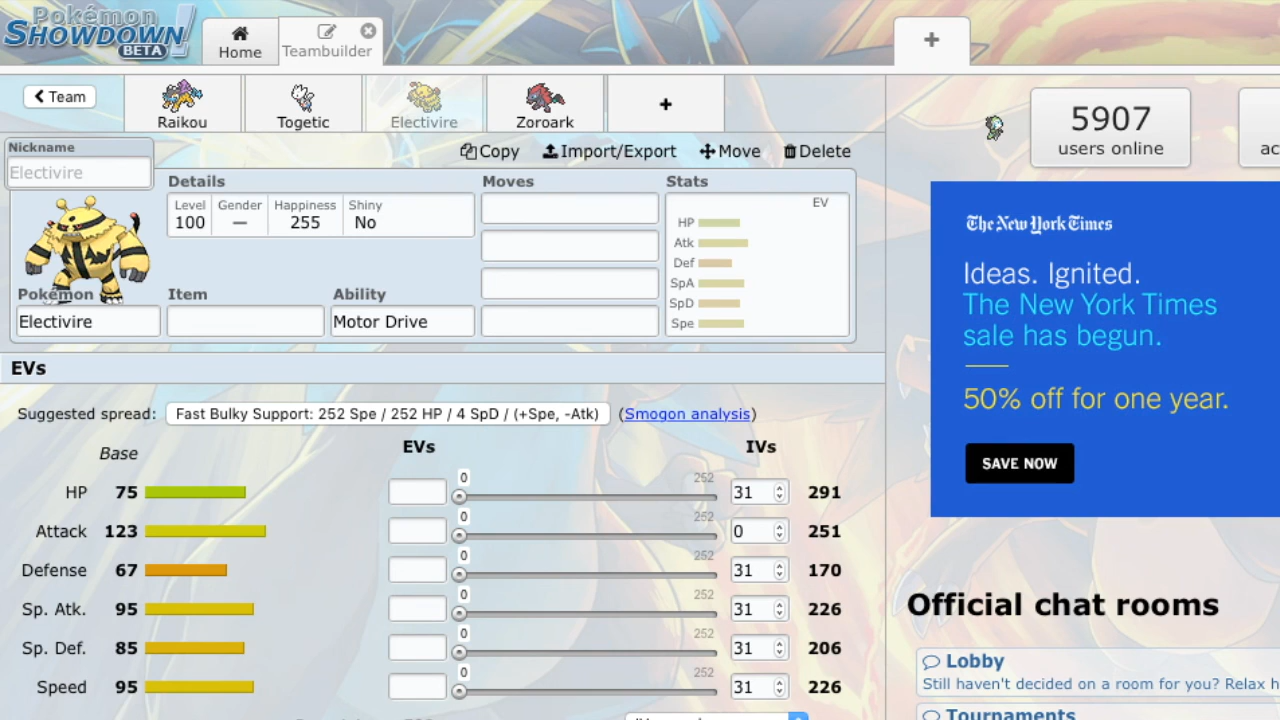 Pokémon
SHOWDOWN!
BETA
Home
Teambuilder
+
Team
Raikou
Togetic
Electivire
Zoroark
+
5907
users online
ac
Nickname
Electivire
Copy
Import/Export
Move
Delete
Details
Moves
Stats
Level
100
Gender
—
Happiness
255
Shiny
No
EV
HP
Atk
Def
SpA
SpD
Spe
Pokémon
Electivire
Item
Ability
Motor Drive
The New York Times
Ideas. Ignited.
The New York Times
sale has begun.
50% off for one year.
SAVE NOW
EVs
Suggested spread: Fast Bulky Support: 252 Spe / 252 HP / 4 SpD / (+Spe, -Atk) (Smogon analysis)
Base EVs IVs
HP 75 0 252 31 291
Attack 123 0 252 0 251
Defense 67 0 252 31 170
Sp. Atk. 95 0 252 31 226
Sp. Def. 85 0 252 31 206
Speed 95 0 252 31 226
Official chat rooms
Lobby
Still haven't decided on a room for you? Relax h
Tournaments